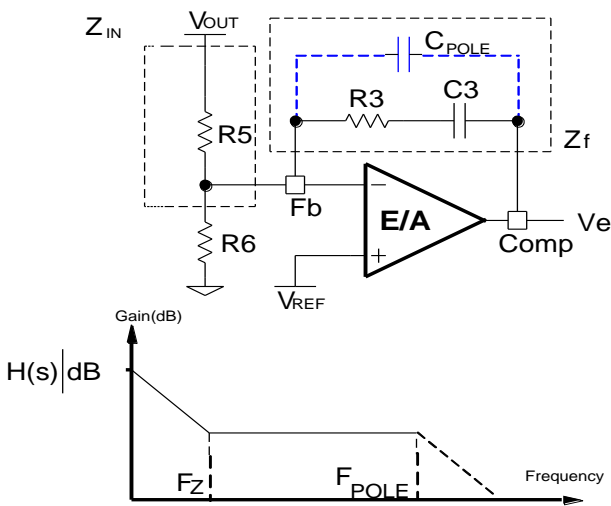 ZIN
VOUT
CPOLE
R3
C3
R5
Zf
Fb
E/A
Ve
R6
Comp
VREF
Gain(dB)
H(s)|dB
FZ
FPOLE
Frequency